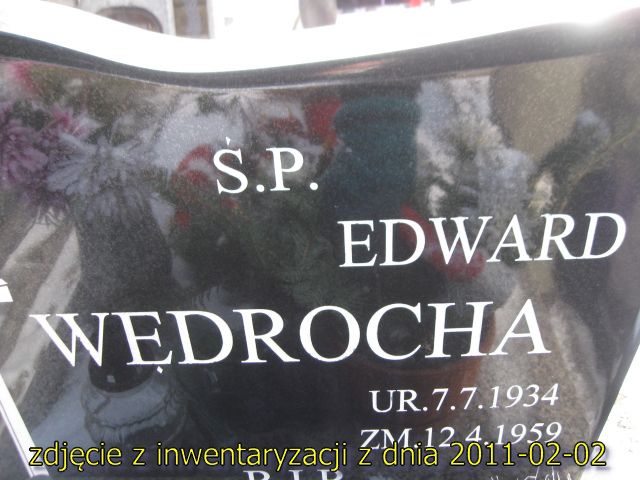 Ś.P.
EDWARD
WĘDROCHA
UR.7.7.1934
ZM.12.4.1959
zdjęcie z inwentaryzacji z dnia 2011-02-02
R.I.P.